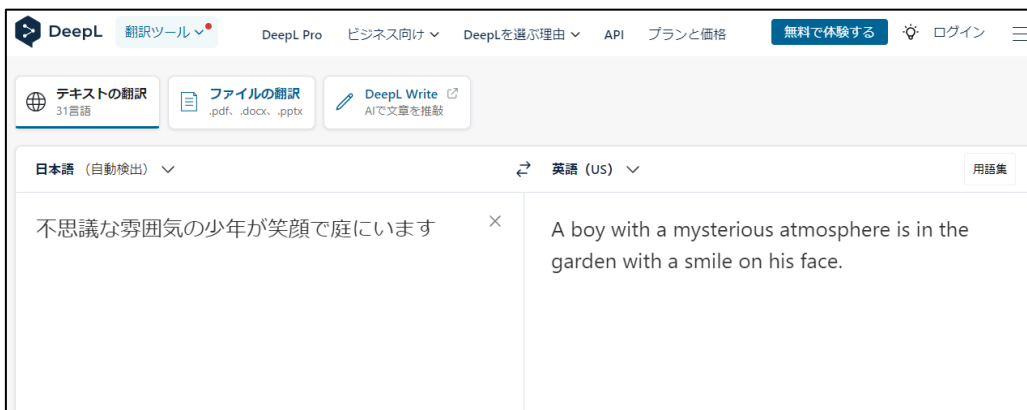 DeepL 翻訳ツール DeepL Pro ビジネス向け DeepLを選ぶ理由 API プランと価格 無料で体験する ログイン
テキストの翻訳
31言語
ファイルの翻訳
.pdf、.docx、.pptx
DeepL Write
AIで文章を推敲
日本語 (自動検出) 英語 (US) 用語集
不思議な雰囲気の少年が笑顔で庭にいます
A boy with a mysterious atmosphere is in the
garden with a smile on his face.